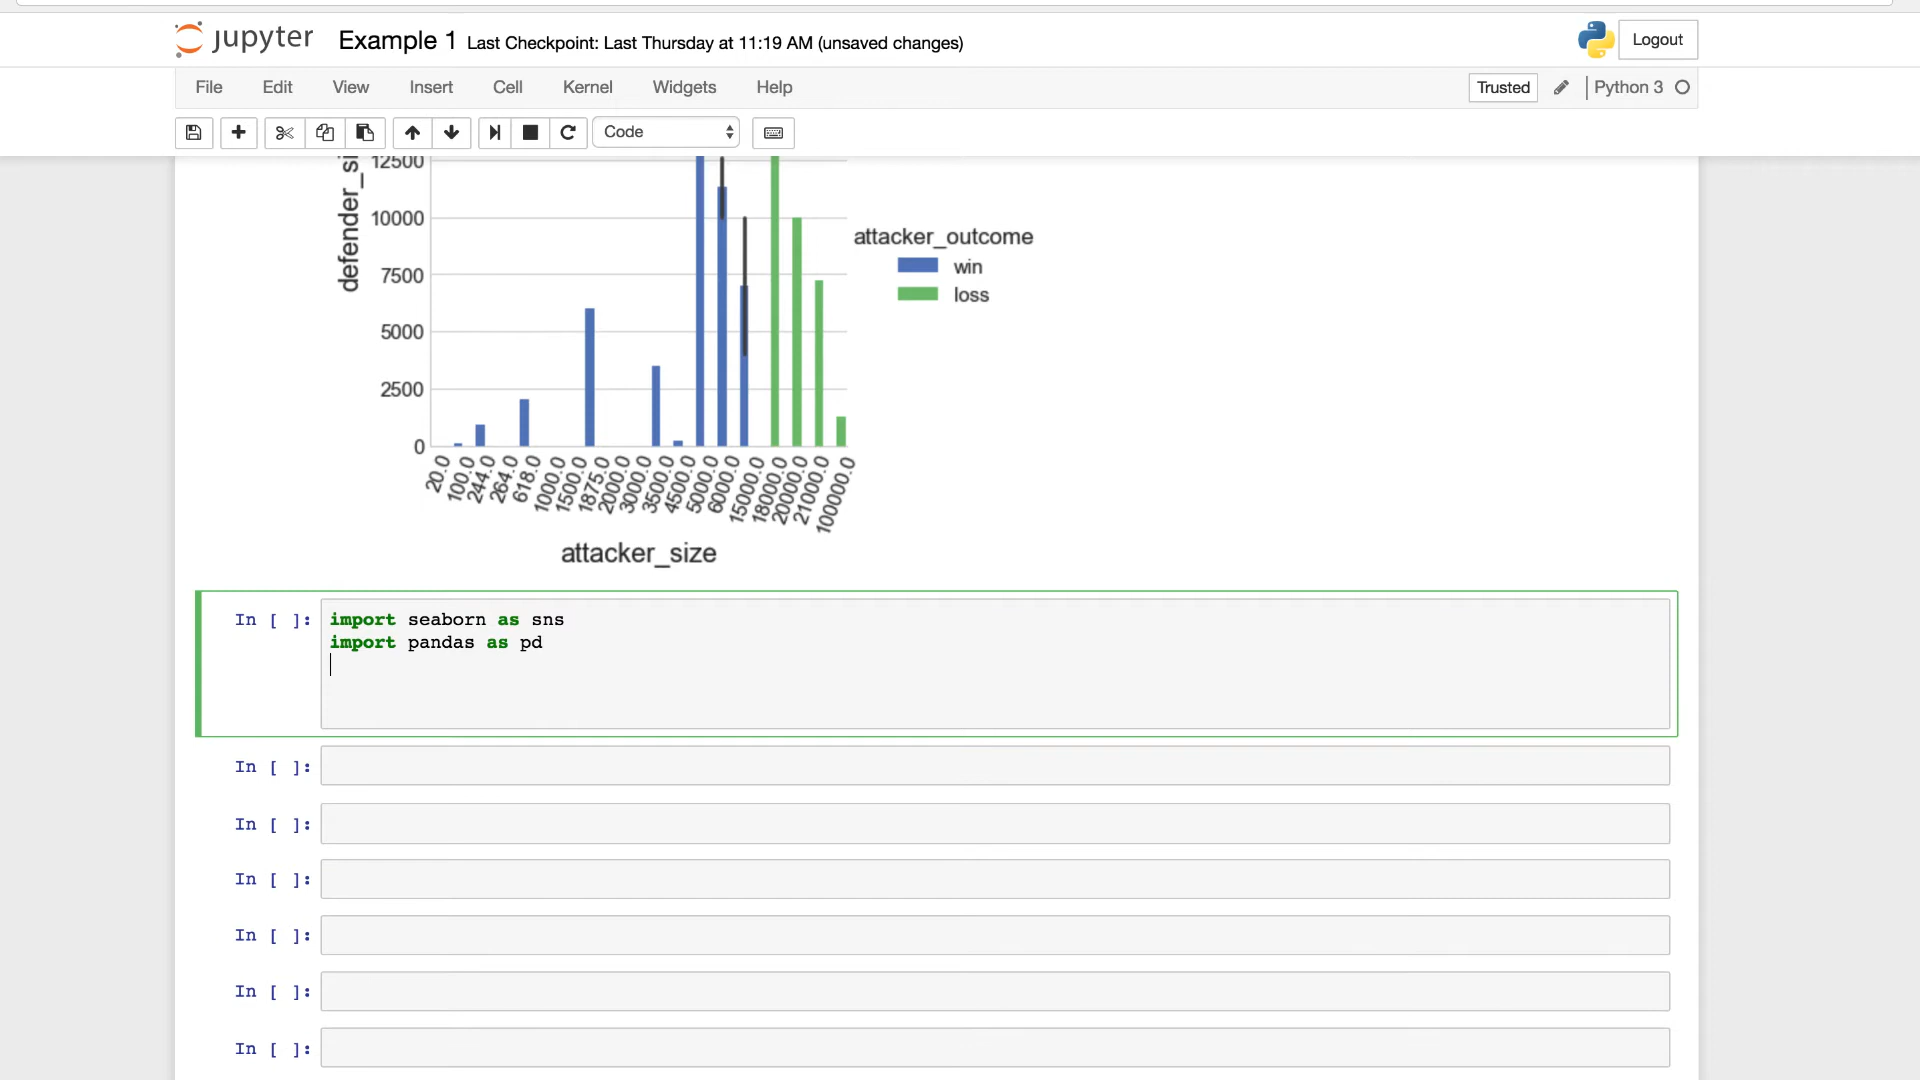 jupyter Example 1 Last Checkpoint: Last Thursday at 11:19 AM (unsaved changes) Logout
File Edit View Insert Cell Kernel Widgets Help Trusted Python 3
Code
defender_si
12500
10000
7500
5000
2500
0
attacker_outcome
win
loss
20.0 100.0 244.0 264.0 618.0 1000.0 1500.0 1875.0 2000.0 3000.0 3500.0 4500.0 5000.0 6000.0 15000.0 18000.0 20000.0 21000.0 100000.0
attacker_size
In [ ]: import seaborn as sns
import pandas as pd
In [ ]:
In [ ]:
In [ ]:
In [ ]:
In [ ]:
In [ ]: